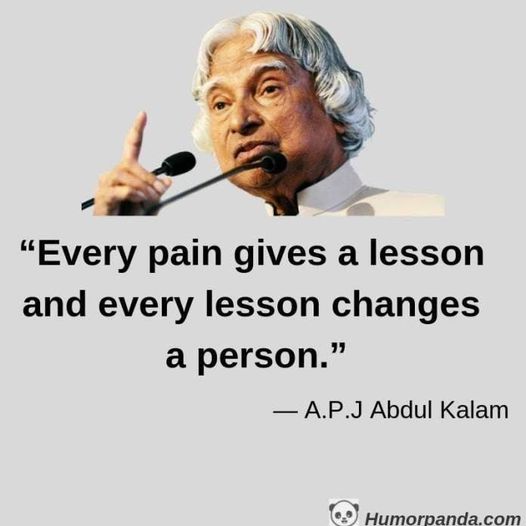 “Every pain gives a lesson
and every lesson changes
a person.”
— A.P.J Abdul Kalam
Humorpanda.com